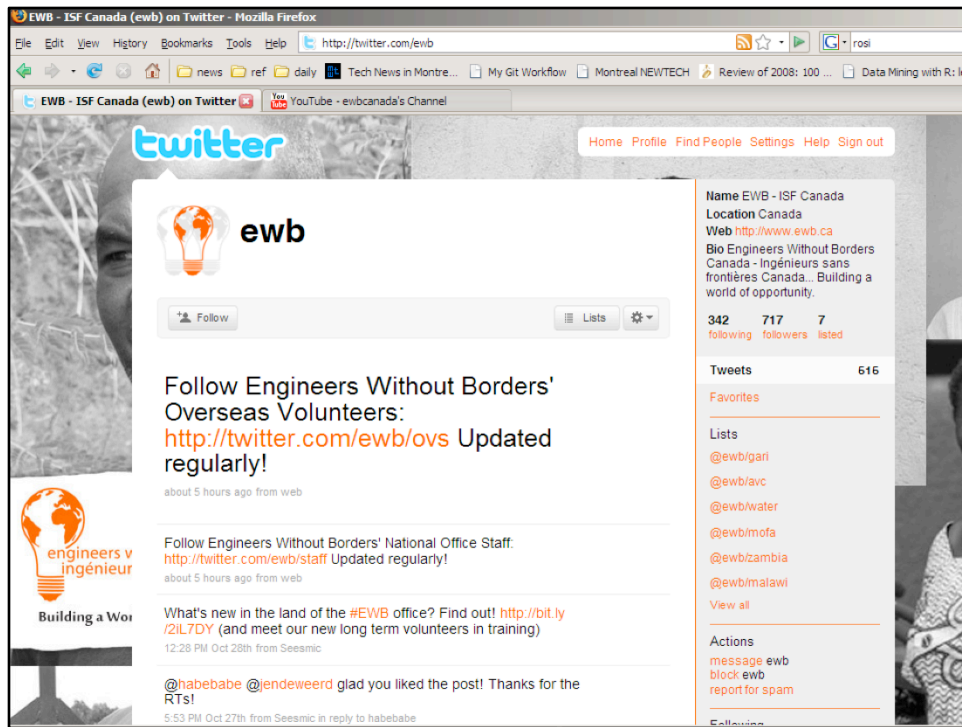 EWB - ISF Canada (ewb) on Twitter - Mozilla Firefox
File Edit View History Bookmarks Tools Help http://twitter.com/ewb G rosi
news ref daily Tech News in Montre... My Git Workflow Montreal NEWTECH Review of 2008: 100 ... Data Mining with R: le
EWB - ISF Canada (ewb) on Twitter YouTube - ewbcanada's Channel
twitter
Home Profile Find People Settings Help Sign out
ewb
Follow
Lists
Follow Engineers Without Borders'
Overseas Volunteers:
http://twitter.com/ewb/ovs Updated
regularly!
about 5 hours ago from web
Follow Engineers Without Borders' National Office Staff:
http://twitter.com/ewb/staff Updated regularly!
about 5 hours ago from web
What's new in the land of the #EWB office? Find out! http://bit.ly
/2iL7DY (and meet our new long term volunteers in training)
12:28 PM Oct 28th from Seesmic
@habebabe @jendeweerd glad you liked the post! Thanks for the
RTs!
5:53 PM Oct 27th from Seesmic in reply to habebabe
Name EWB - ISF Canada
Location Canada
Web http://www.ewb.ca
Bio Engineers Without Borders
Canada - Ingénieurs sans
frontières Canada... Building a
world of opportunity.
342 717 7
following followers listed
Tweets 616
Favorites
Lists
@ewb/gari
@ewb/avc
@ewb/water
@ewb/mofa
@ewb/zambia
@ewb/malawi
View all
Actions
message ewb
block ewb
report for spam
Following
engineers w
ingénieur
Building a Wor